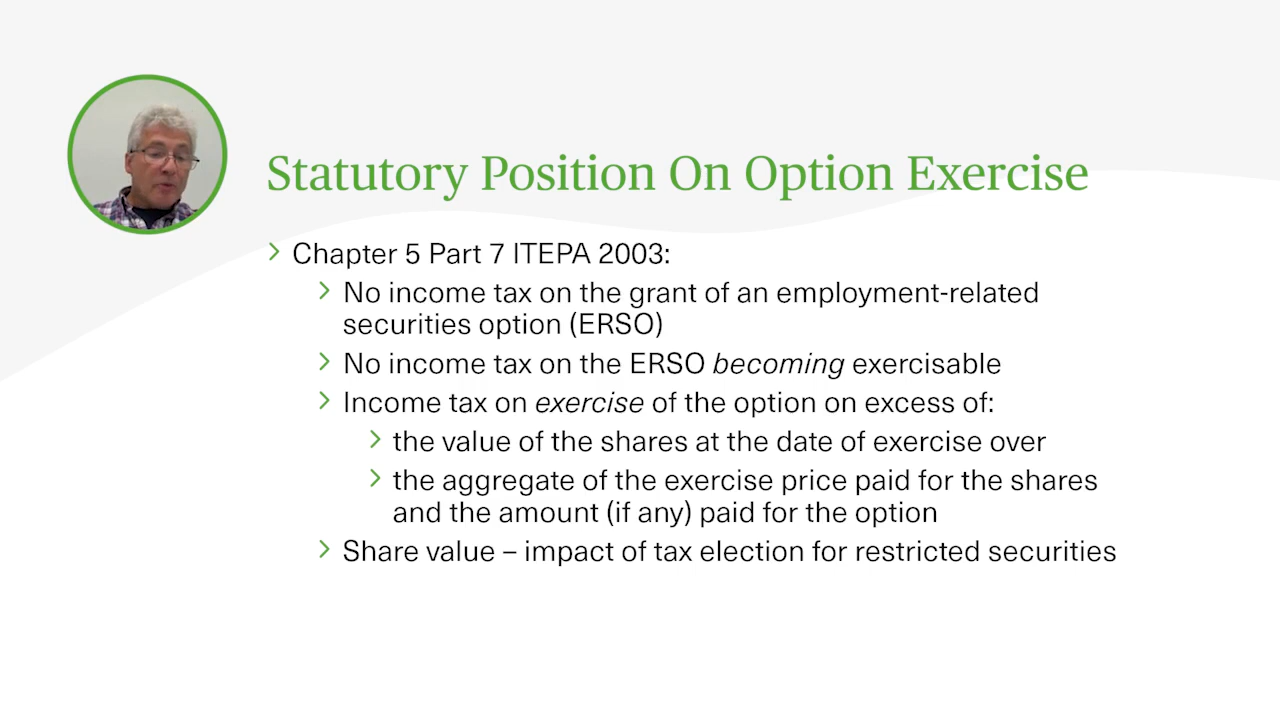 Statutory Position On Option Exercise
Chapter 5 Part 7 ITEPA 2003:
No income tax on the grant of an employment-related
securities option (ERSO)
No income tax on the ERSO becoming exercisable
Income tax on exercise of the option on excess of:
the value of the shares at the date of exercise over
the aggregate of the exercise price paid for the shares
and the amount (if any) paid for the option
Share value – impact of tax election for restricted securities